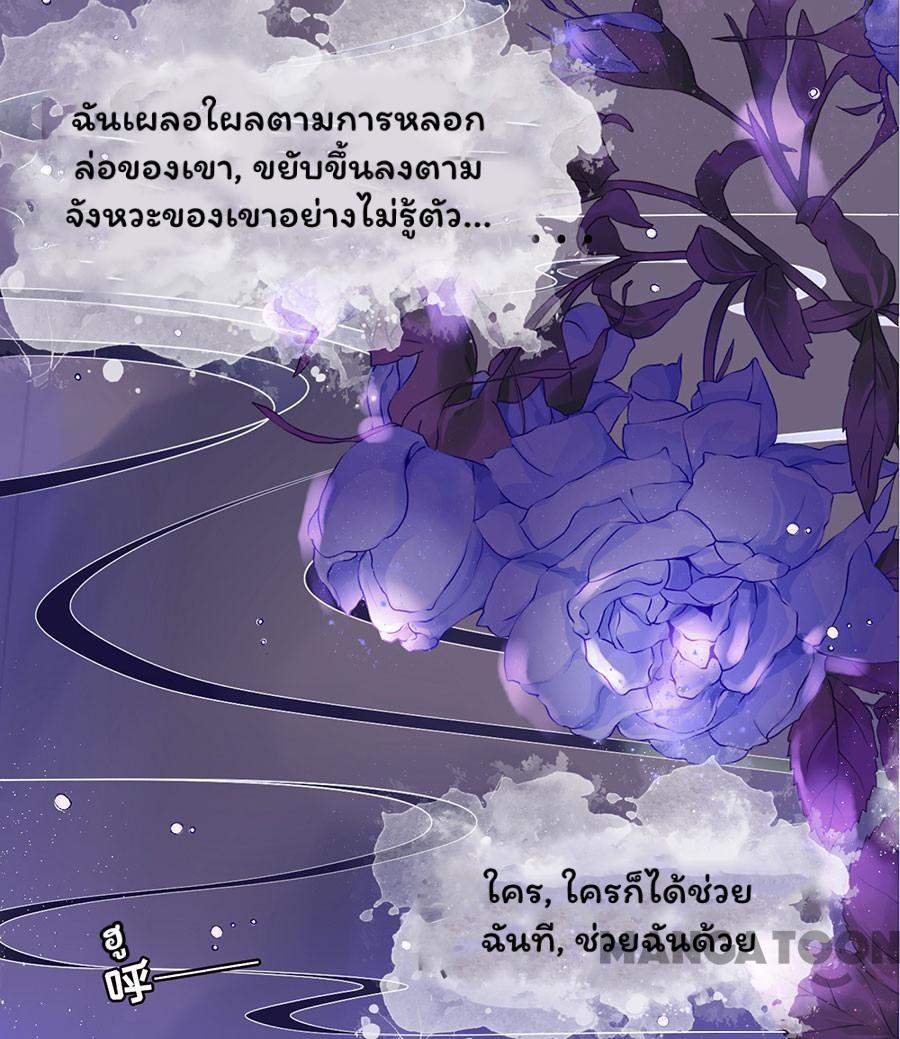 ฉันเผลอใผลตามการหลอก
ล่อของเขา, ขยับขึ้นลงตาม
จังหวะของเขาอย่างไม่รู้ตัว...
...
ใคร, ใครก็ได้ช่วย
ฉันที, ช่วยฉันด้วย
MANGA TOON
ฮู
呼——